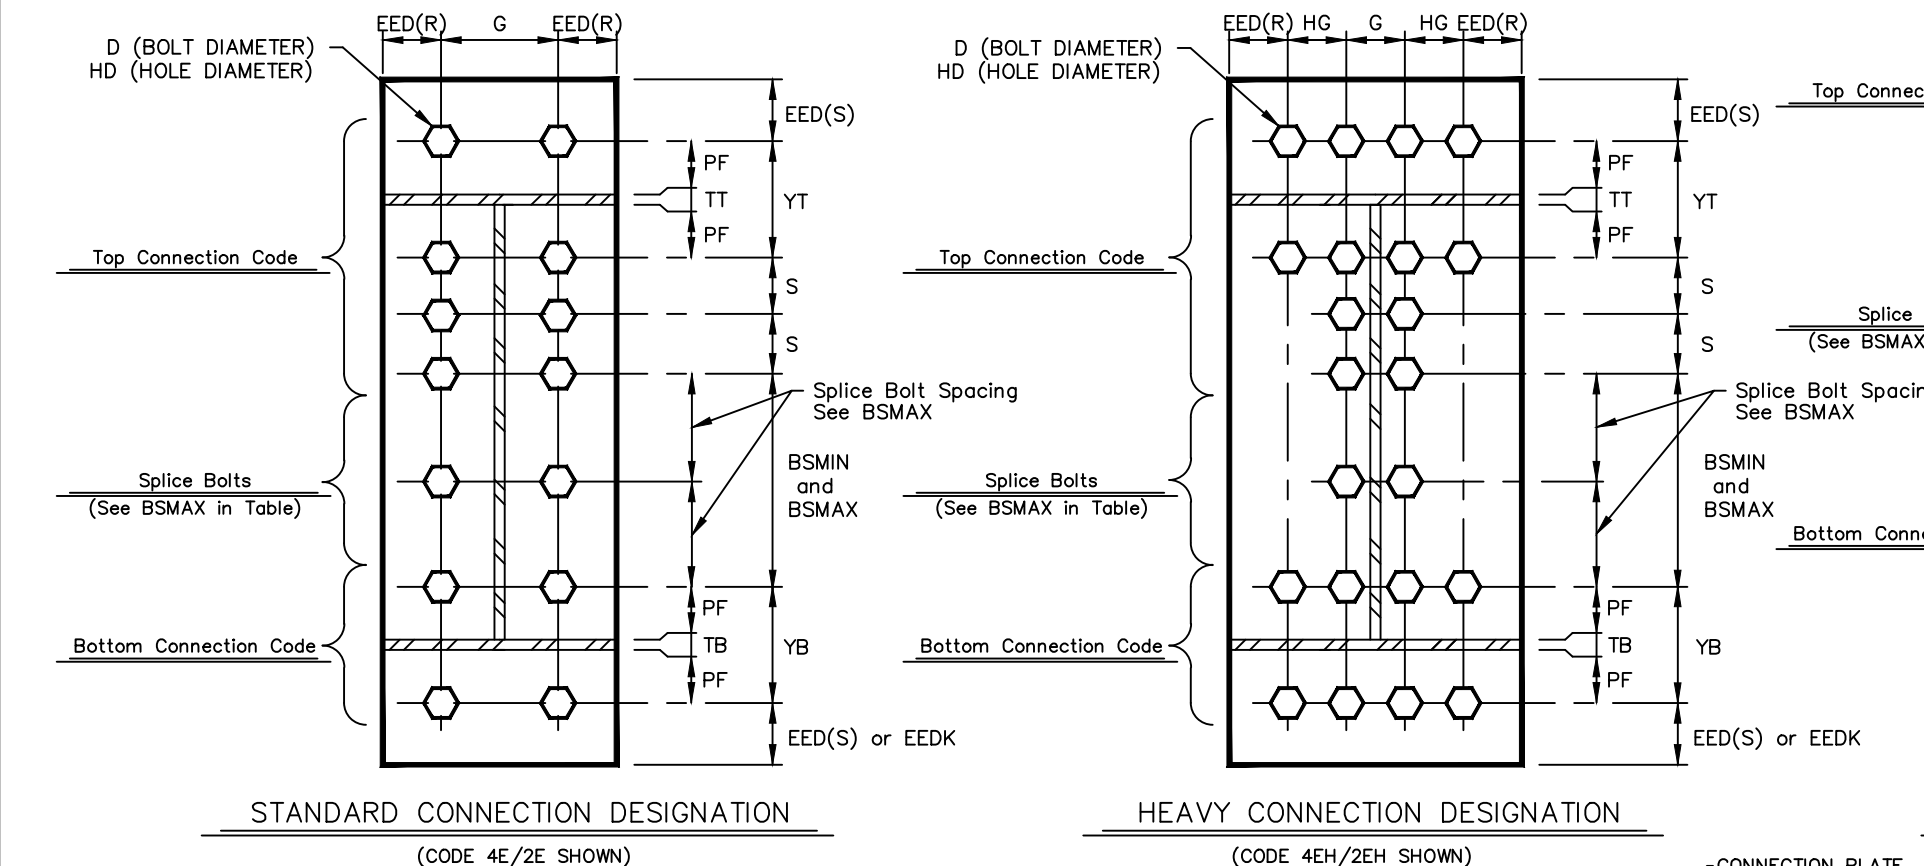 EED(R) G EED(R)
D (BOLT DIAMETER)
HD (HOLE DIAMETER)
EED(S)
PF
TT
YT
PF
Top Connection Code
S
S
Splice Bolt Spacing
See BSMAX
BSMIN
and
BSMAX
Splice Bolts
(See BSMAX in Table)
PF
Bottom Connection Code
TB
YB
PF
EED(S) or EEDK
STANDARD CONNECTION DESIGNATION
(CODE 4E/2E SHOWN)
EED(R) HG G HG EED(R)
D (BOLT DIAMETER)
HD (HOLE DIAMETER)
EED(S)
PF
TT
YT
PF
Top Connection Code
S
S
Splice Bolt Spacin
See BSMAX
BSMIN
and
BSMAX
Splice Bolts
(See BSMAX in Table)
PF
Bottom Connection Code
TB
YB
PF
EED(S) or EEDK
HEAVY CONNECTION DESIGNATION
(CODE 4EH/2EH SHOWN)
Top Connec
Splice
(See BSMAX
Bottom Conne
-CONNECTION PLATE